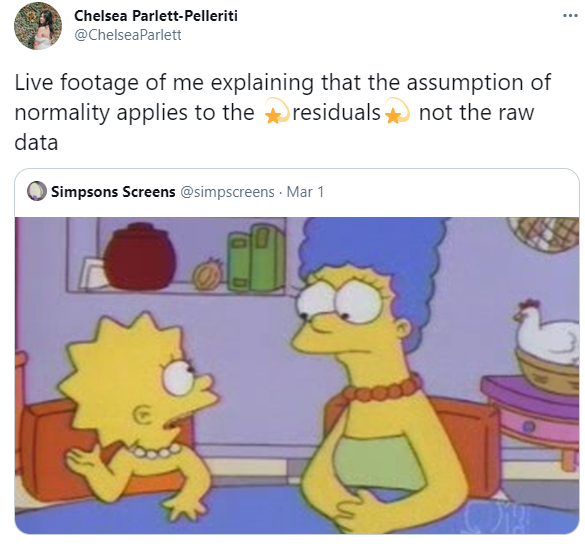 Chelsea Parlett-Pelleriti
@ChelseaParlett
Live footage of me explaining that the assumption of
normality applies to the 💫residuals💫 not the raw
data
Simpsons Screens @simpscreens · Mar 1